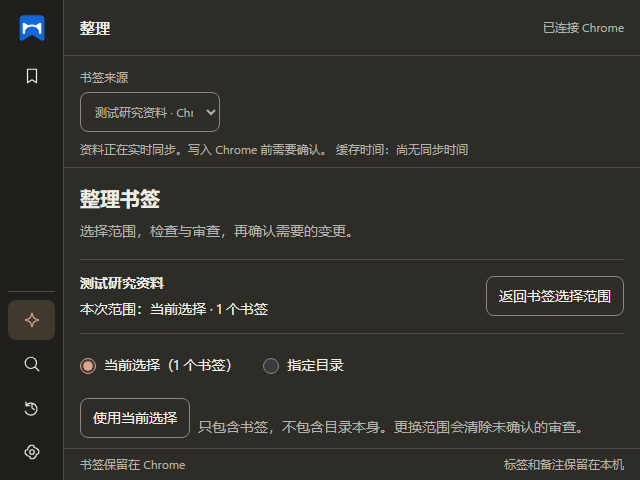 整理
已连接 Chrome
书签来源
测试研究资料 · Chr
资料正在实时同步。写入 Chrome 前需要确认。 缓存时间：尚无同步时间
整理书签
选择范围，检查与审查，再确认需要的变更。
测试研究资料
本次范围：当前选择 · 1 个书签
返回书签选择范围
当前选择（1 个书签）
指定目录
使用当前选择
只包含书签，不包含目录本身。更换范围会清除未确认的审查。
书签保留在 Chrome
标签和备注保留在本机